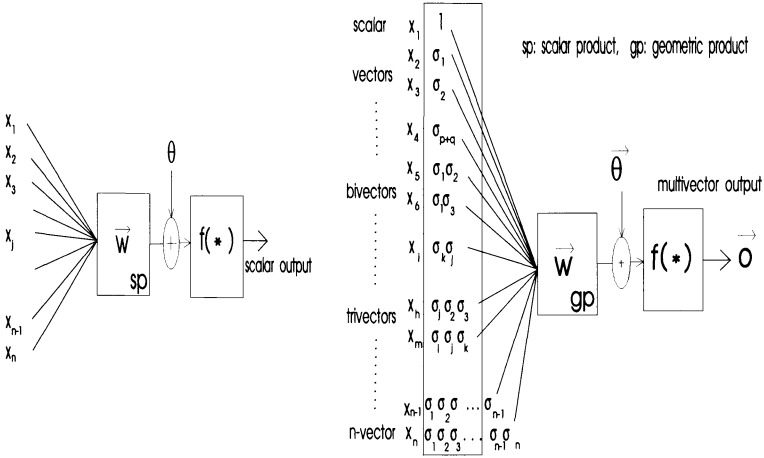 x1
x2
x3
xj
xn-1
xn
θ
w⃗
sp
+
f(*)
scalar output
sp: scalar product, gp: geometric product
scalar x1 1
x2 σ1
vectors
x3 σ2
x4 σp+q
x5 σ1σ2
bivectors
x6 σ1σ3
xi σkσj
xh σjσ2σ3
trivectors
xm σiσjσk
xn-1 σ1σ2σ ... σn-1
n-vector xn σ1σ2σ3... σn-1σn
θ⃗
multivector output
w⃗
gp
+
f(*)
o⃗